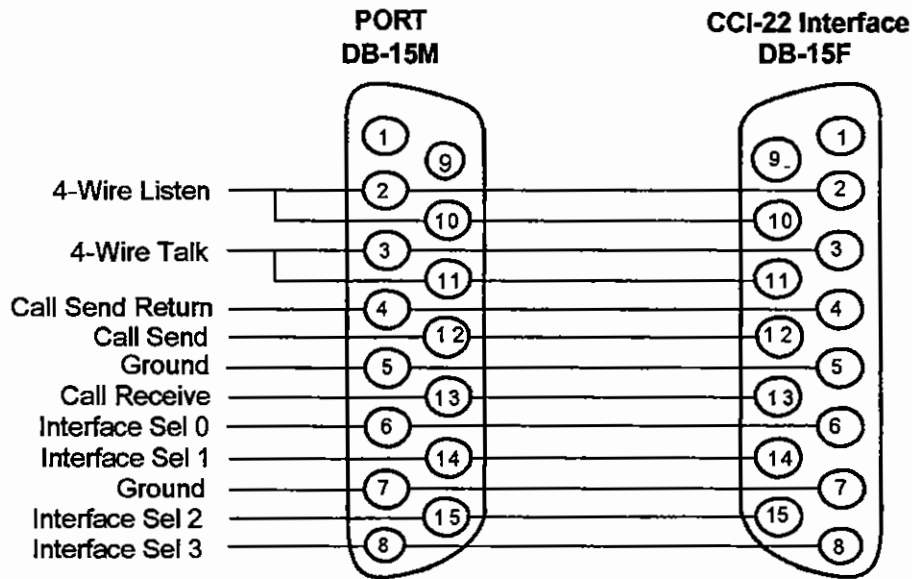 PORT
DB-15M
CCI-22 Interface
DB-15F
1 1
9 9
4-Wire Listen 2 2
10 10
4-Wire Talk 3 3
11 11
Call Send Return 4 4
Call Send 12 12
Ground 5 5
Call Receive 13 13
Interface Sel 0 6 6
Interface Sel 1 14 14
Ground 7 7
Interface Sel 2 15 15
Interface Sel 3 8 8